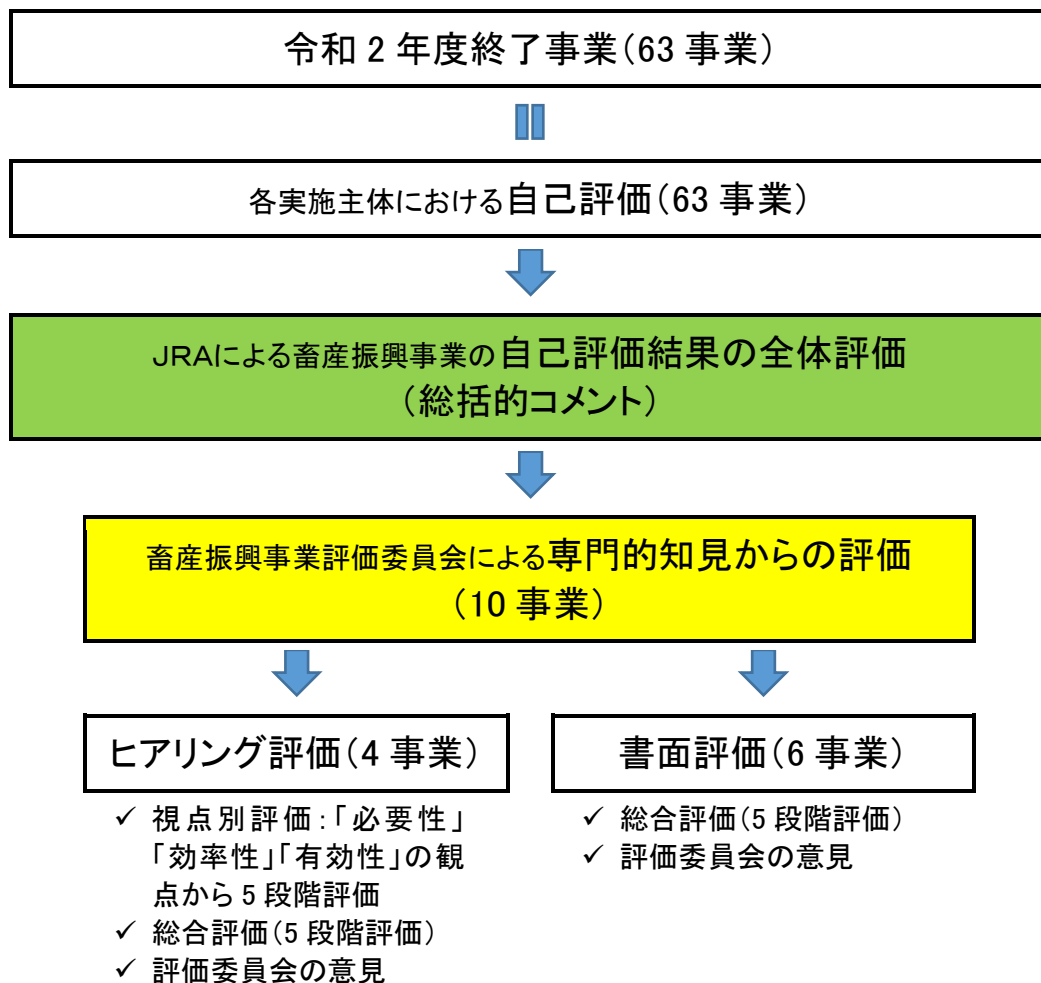 令和 2 年度終了事業(63 事業)
各実施主体における自己評価(63 事業)
JRAによる畜産振興事業の自己評価結果の全体評価
(総括的コメント)
畜産振興事業評価委員会による専門的知見からの評価
(10 事業)
ヒアリング評価(4 事業)
✓ 視点別評価:「必要性」
「効率性」「有効性」の観
点から 5 段階評価
✓ 総合評価(5 段階評価)
✓ 評価委員会の意見
書面評価(6 事業)
✓ 総合評価(5 段階評価)
✓ 評価委員会の意見